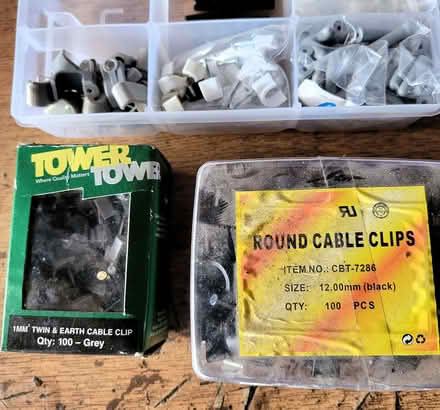 TOWER
Where Quality Matters
TOWER
1MM² TWIN & EARTH CABLE CLIP
Qty: 100 – Grey
ROUND CABLE CLIPS
ITEM NO.: CBT-7286
SIZE: 12.00mm (black)
QTY: 100 PCS